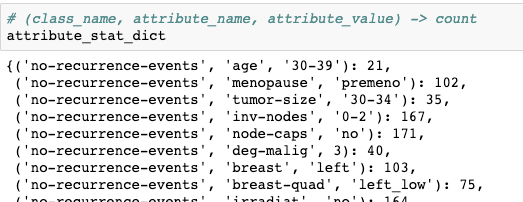 # (class_name, attribute_name, attribute_value) -> count
attribute_stat_dict
{('no-recurrence-events', 'age', '30-39'): 21,
('no-recurrence-events', 'menopause', 'premeno'): 102,
('no-recurrence-events', 'tumor-size', '30-34'): 35,
('no-recurrence-events', 'inv-nodes', '0-2'): 167,
('no-recurrence-events', 'node-caps', 'no'): 171,
('no-recurrence-events', 'deg-malig', 3): 40,
('no-recurrence-events', 'breast', 'left'): 103,
('no-recurrence-events', 'breast-quad', 'left_low'): 75,
('no-recurrence-events', 'irradiat', 'no'): 164,